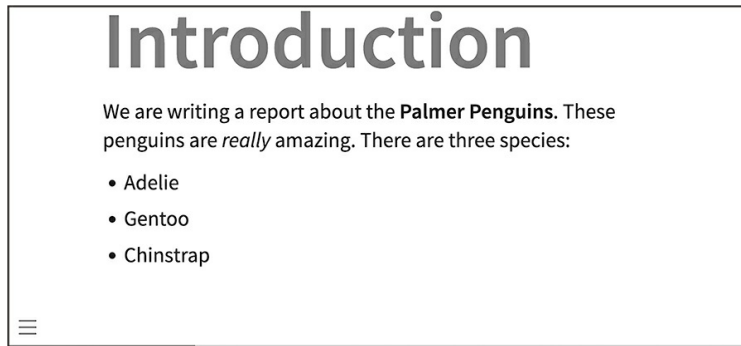 Introduction
We are writing a report about the Palmer Penguins. These
penguins are really amazing. There are three species:
• Adelie
• Gentoo
• Chinstrap